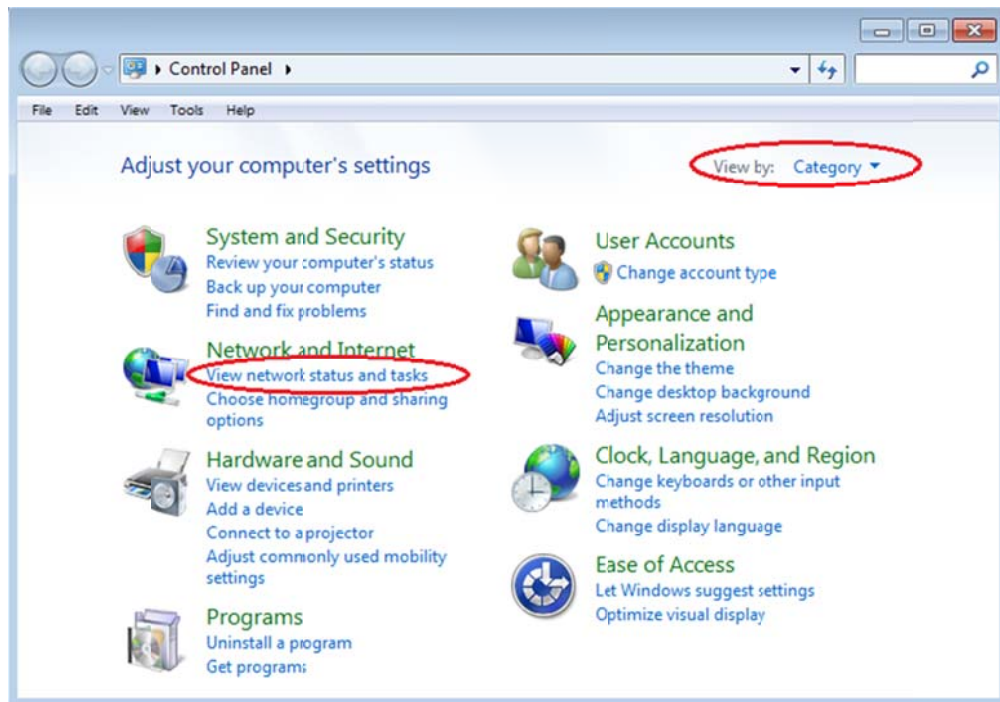 Control Panel
File Edit View Tools Help
Adjust your computer's settings
View by: Category
System and Security
Review your computer's status
Back up your computer
Find and fix problems
Network and Internet
View network status and tasks
Choose homegroup and sharing
options
Hardware and Sound
View devices and printers
Add a device
Connect to a projector
Adjust commonly used mobility
settings
Programs
Uninstall a program
Get programs
User Accounts
Change account type
Appearance and
Personalization
Change the theme
Change desktop background
Adjust screen resolution
Clock, Language, and Region
Change keyboards or other input
methods
Change display language
Ease of Access
Let Windows suggest settings
Optimize visual display